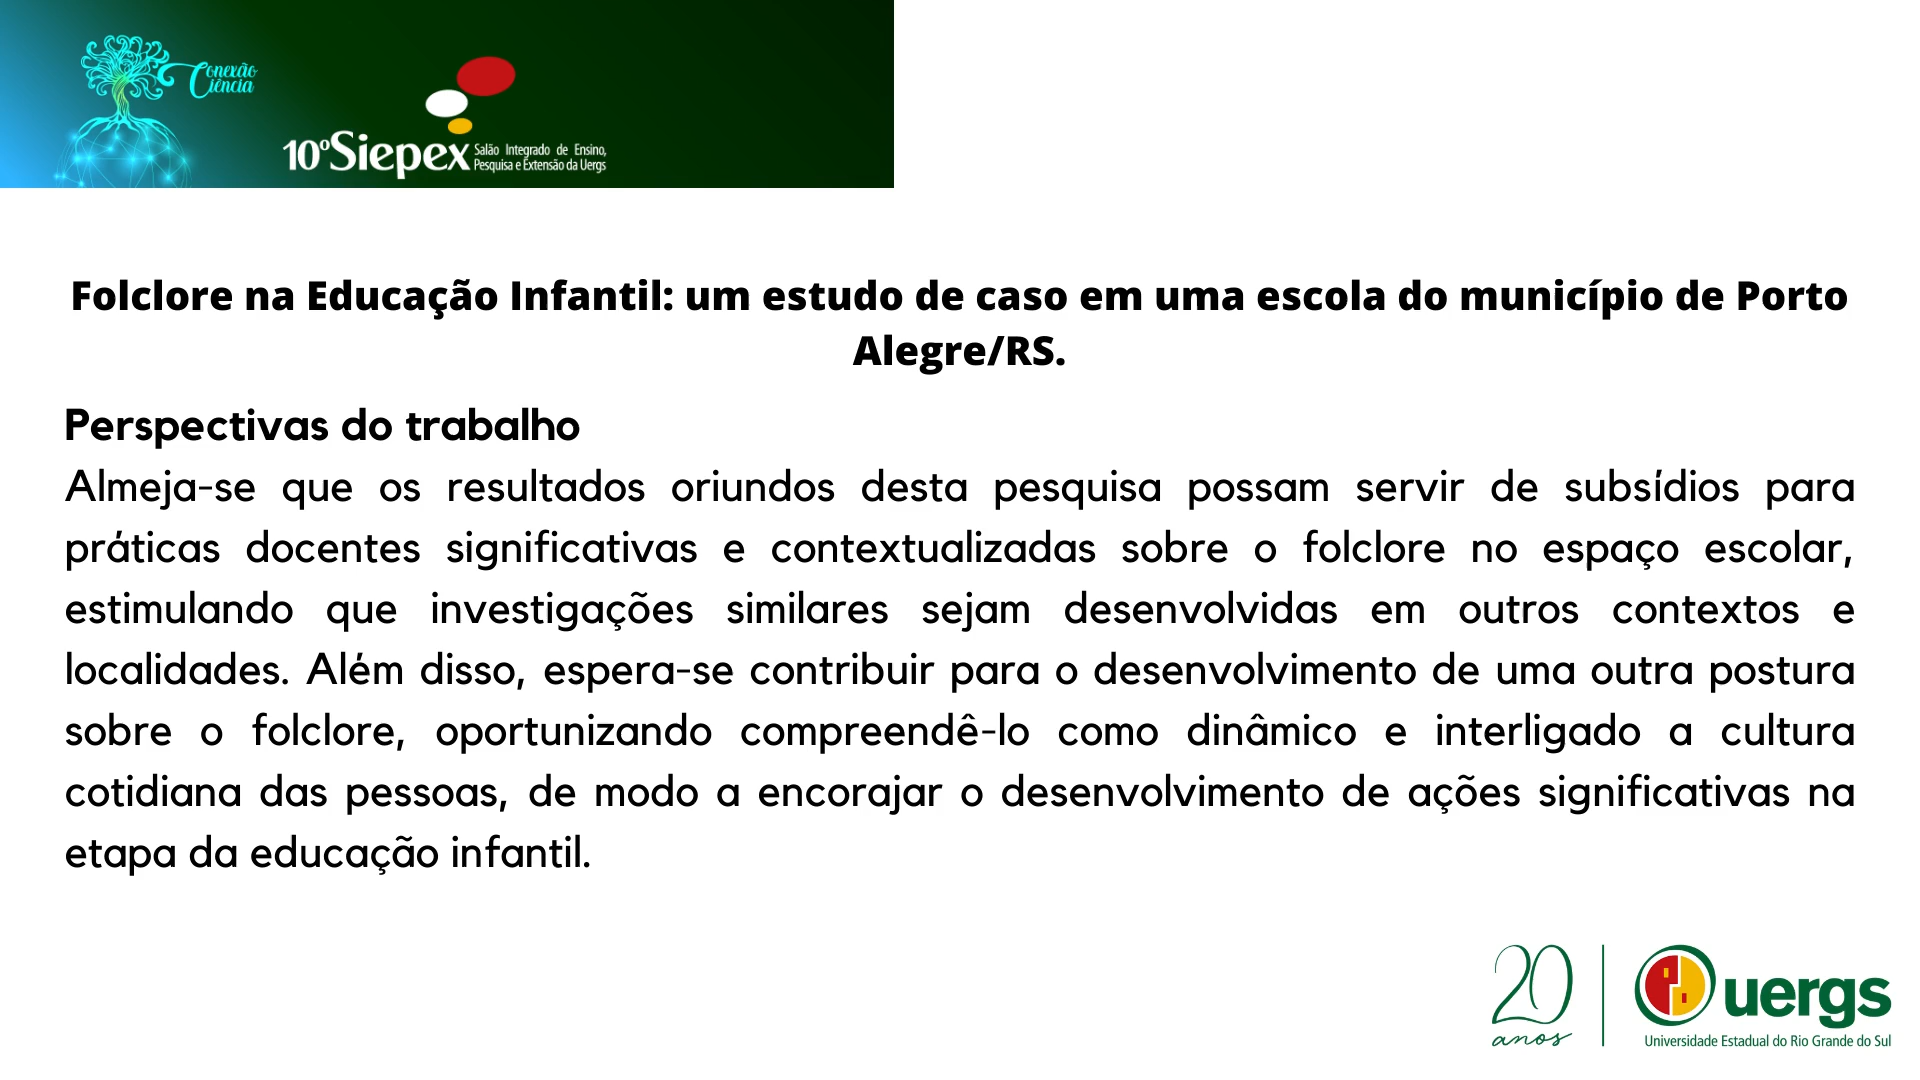 Conexão
Ciência
10º Siepex
Salão Integrado de Ensino,
Pesquisa e Extensão da Uergs
Folclore na Educação Infantil: um estudo de caso em uma escola do município de Porto
Alegre/RS.
Perspectivas do trabalho
Almeja-se que os resultados oriundos desta pesquisa possam servir de subsídios para
práticas docentes significativas e contextualizadas sobre o folclore no espaço escolar,
estimulando que investigações similares sejam desenvolvidas em outros contextos e
localidades. Além disso, espera-se contribuir para o desenvolvimento de uma outra postura
sobre o folclore, oportunizando compreendê-lo como dinâmico e interligado a cultura
cotidiana das pessoas, de modo a encorajar o desenvolvimento de ações significativas na
etapa da educação infantil.
20
anos
uergs
Universidade Estadual do Rio Grande do Sul